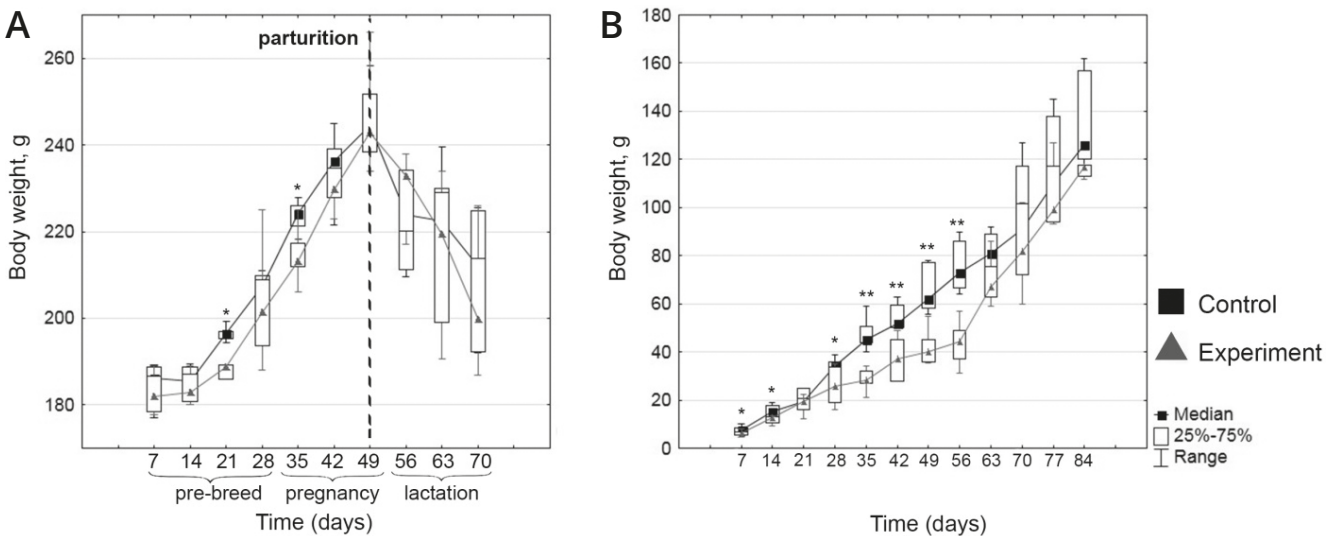 A
B
parturition
260
240
220
200
180
Body weight, g
*
*
7 14 21 28 35 42 49 56 63 70
pre-breed pregnancy lactation
Time (days)
180
160
140
120
100
80
60
40
20
0
Body weight, g
*
*
*
**
**
**
**
7 14 21 28 35 42 49 56 63 70 77 84
Time (days)
Control
Experiment
Median
25%-75%
Range